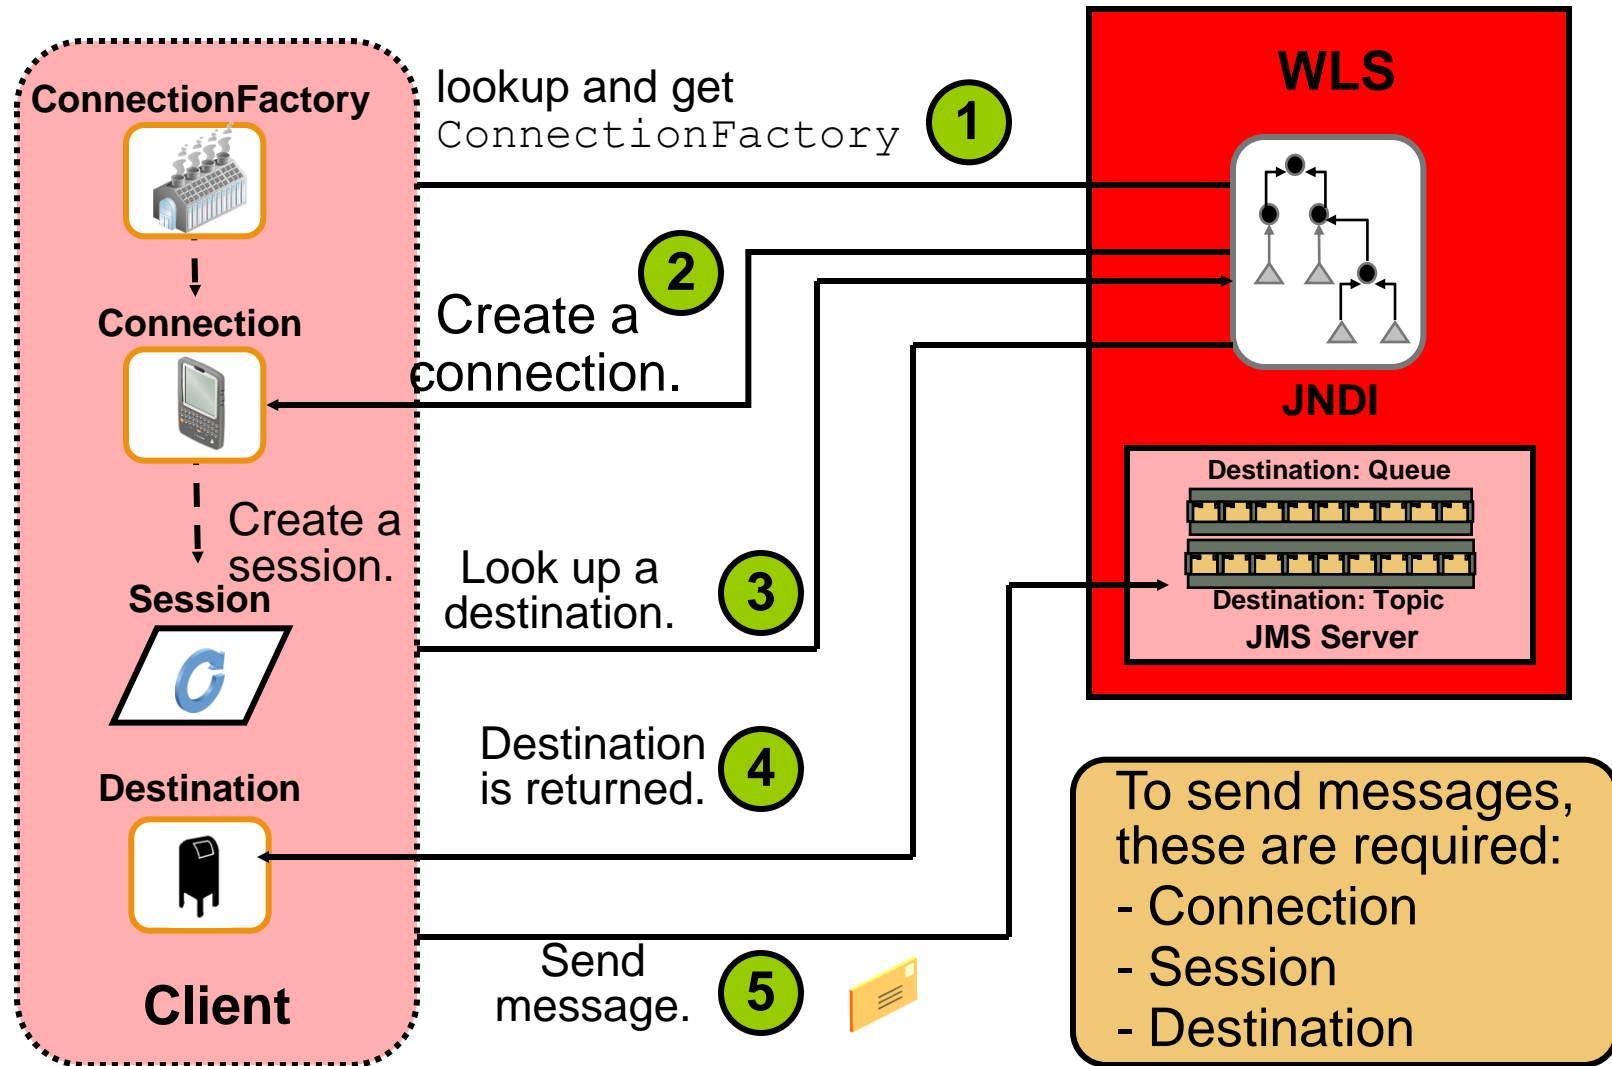 ConnectionFactory
Connection
Create a
session.
Session
Destination
Client
lookup and get
ConnectionFactory
1
2
Create a
connection.
Look up a
destination.
3
Destination
is returned.
4
Send
message.
5
WLS
JNDI
Destination: Queue
Destination: Topic
JMS Server
To send messages,
these are required:
- Connection
- Session
- Destination